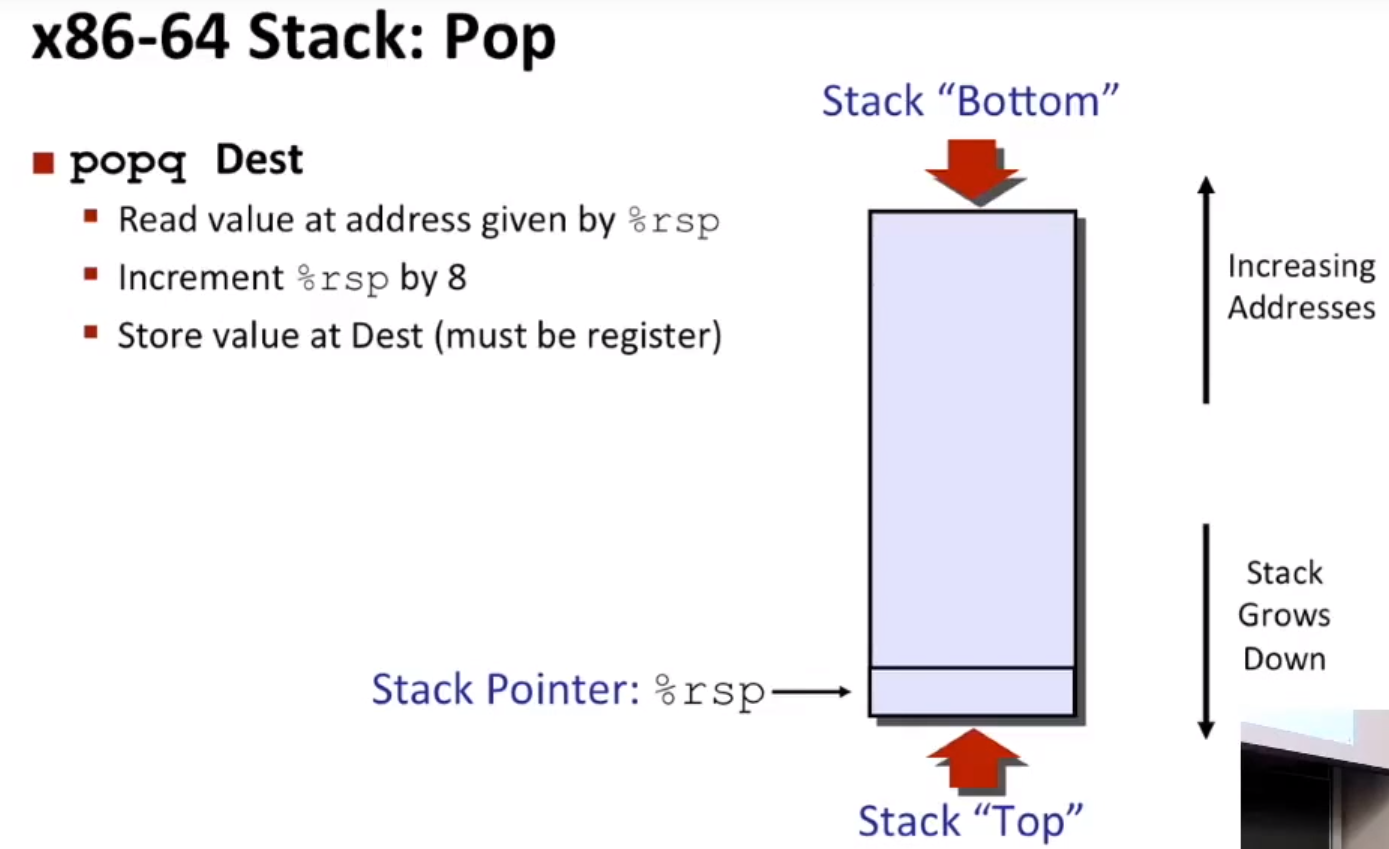 x86-64 Stack: Pop
popq Dest
Read value at address given by %rsp
Increment %rsp by 8
Store value at Dest (must be register)
Stack “Bottom”
Increasing
Addresses
Stack
Grows
Down
Stack Pointer: %rsp
Stack “Top”